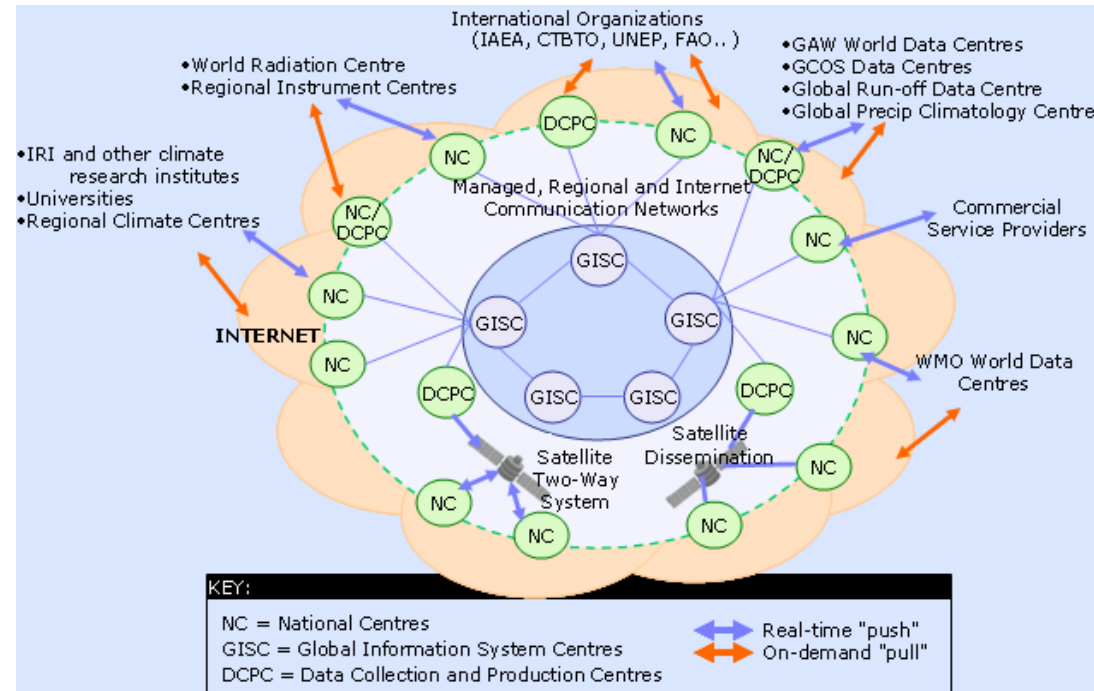 International Organizations
(IAEA, CTBTO, UNEP, FAO.. )
•GAW World Data Centres
•GCOS Data Centres
•Global Run-off Data Centre
•Global Precip Climatology Centre
•World Radiation Centre
•Regional Instrument Centres
•IRI and other climate
research institutes
•Universities
•Regional Climate Centres
DCPC
NC
NC
NC/
DCPC
Managed, Regional and Internet
Communication Networks
NC/
DCPC
NC
Commercial
Service Providers
GISC
NC
GISC
GISC
INTERNET
NC
NC
WMO World Data
Centres
DCPC
GISC
GISC
DCPC
Satellite
Two-Way
System
Satellite
Dissemination
NC
NC
NC
NC
KEY:
NC = National Centres
GISC = Global Information System Centres
DCPC = Data Collection and Production Centres
Real-time "push"
On-demand "pull"